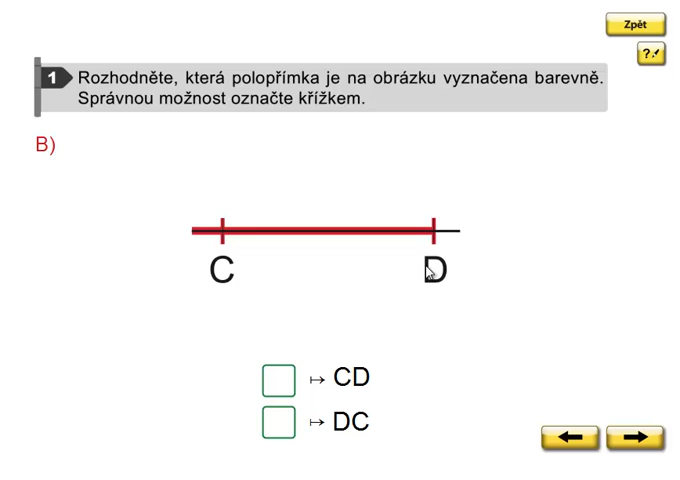 Zpět
?
1 Rozhodněte, která polopřímka je na obrázku vyznačena barevně.
Správnou možnost označte křížkem.
B)
C D
↦ CD
↦ DC